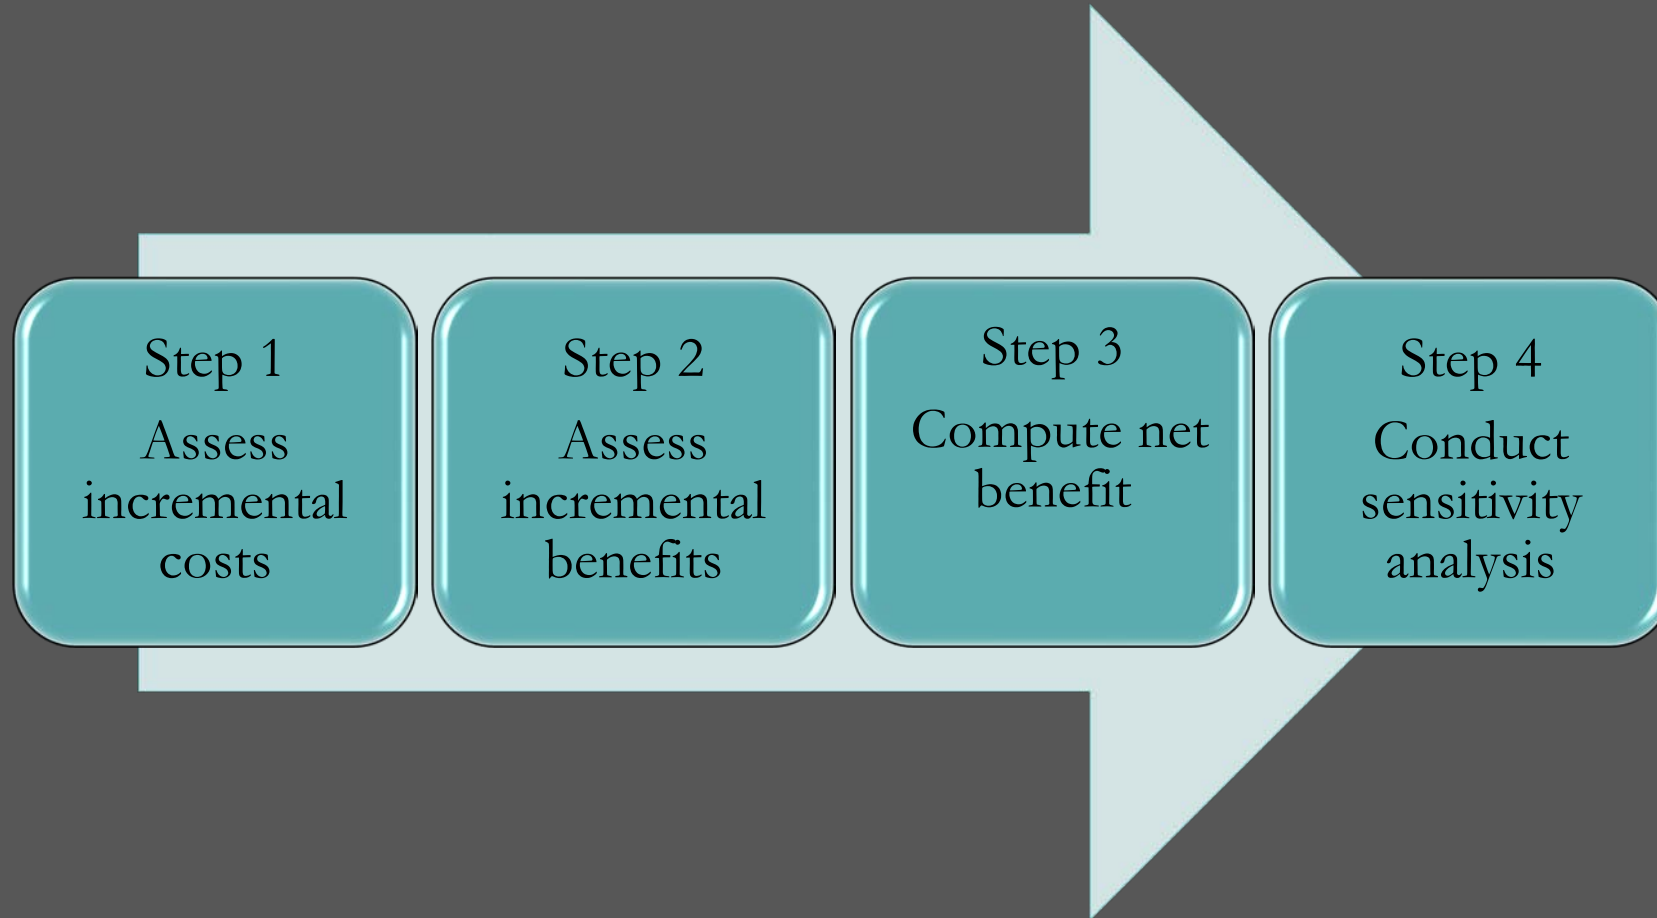 Step 1
Assess
incremental
costs
Step 2
Assess
incremental
benefits
Step 3
Compute net
benefit
Step 4
Conduct
sensitivity
analysis